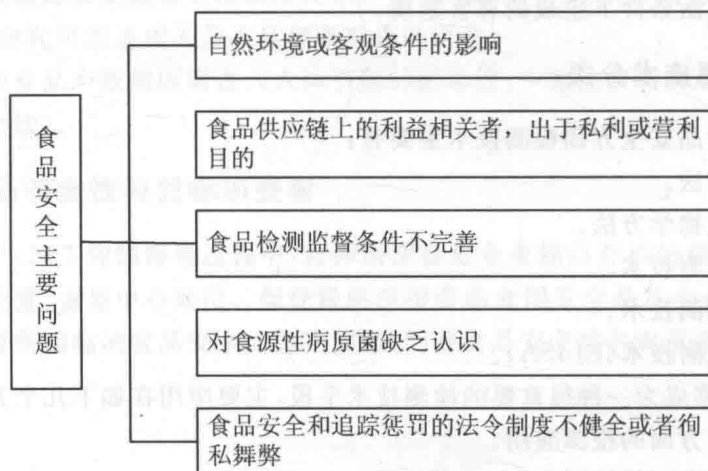 食品安全主要问题
自然环境或客观条件的影响
食品供应链上的利益相关者，出于私利或营利
目的
食品检测监督条件不完善
对食源性病原菌缺乏认识
食品安全和追踪惩罚的法令制度不健全或者徇
私舞弊